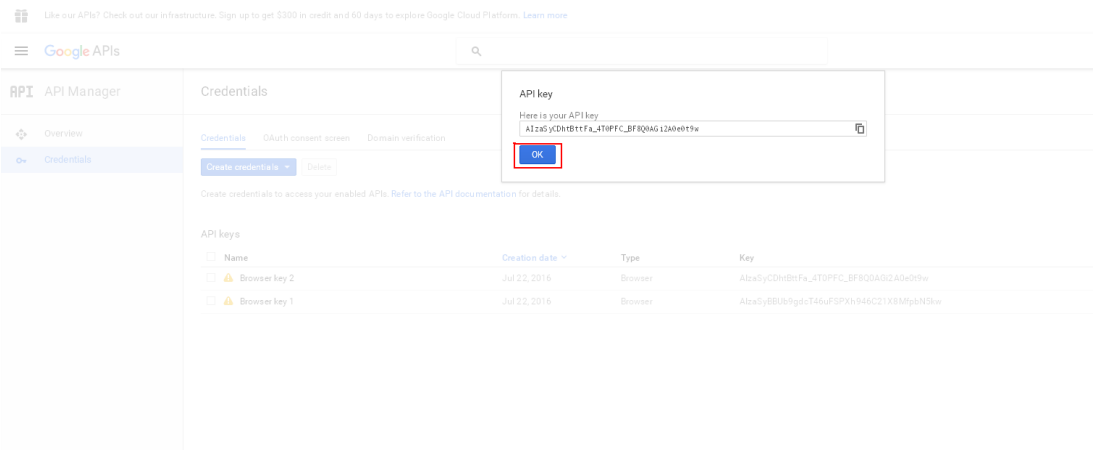 Like our APIs? Check out our infrastructure. Sign up to get $300 in credit and 60 days to explore Google Cloud Platform. Learn more
Google APIs
API API Manager
Credentials
Overview
Credentials
Credentials OAuth consent screen Domain verification
Create credentials Delete
Create credentials to access your enabled APIs. Refer to the API documentation for details.
API key
Here is your API key
AIzaSyCDhtBttFa_4T0PFC_BF8Q0AGi2A0e0t9w
OK
API keys
Name Creation date Type Key
Browser key 2 Jul 22, 2016 Browser AIzaSyCDhtBttFa_4T0PFC_BF8Q0AGi2A0e0t9w
Browser key 1 Jul 22, 2016 Browser